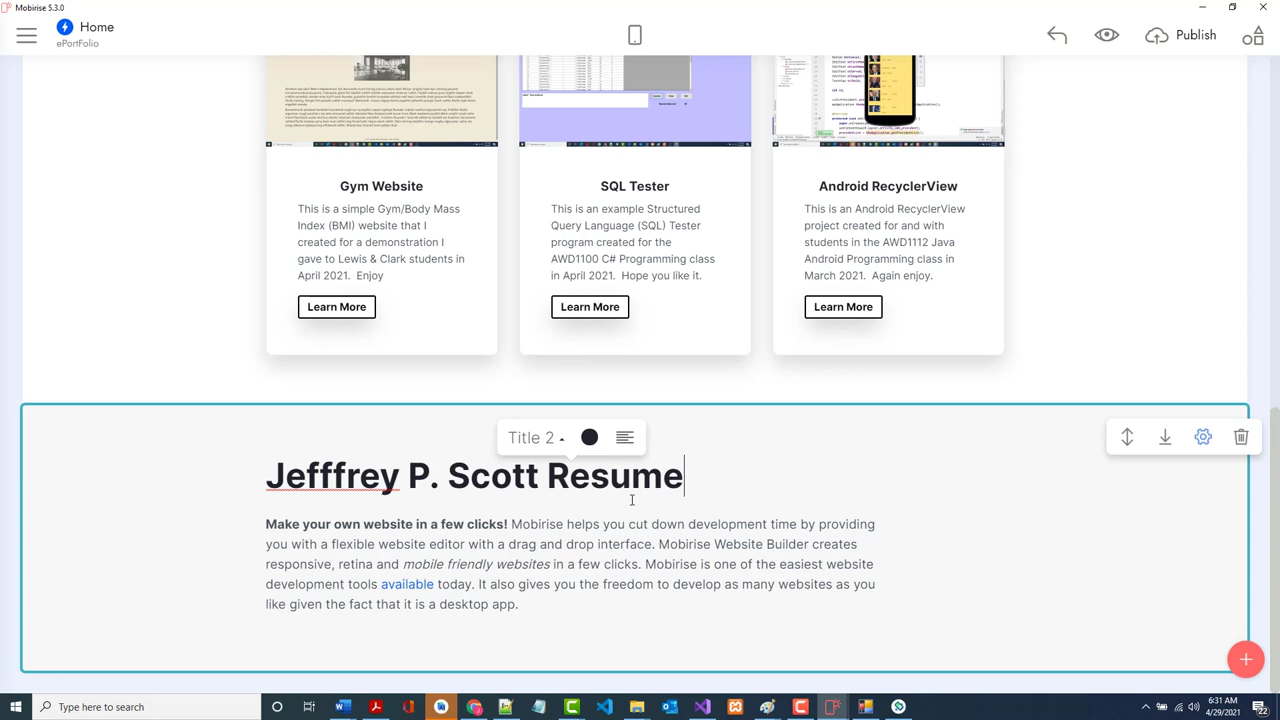 Mobirise 5.3.0
Home
ePortFolio
Publish
Gym Website
This is a simple Gym/Body Mass
Index (BMI) website that I
created for a demonstration I
gave to Lewis & Clark students in
April 2021. Enjoy
Learn More
SQL Tester
This is an example Structured
Query Language (SQL) Tester
program created for the
AWD1100 C# Programming class
in April 2021. Hope you like it.
Learn More
Android RecyclerView
This is an Android RecyclerView
project created for and with
students in the AWD1112 Java
Android Programming class in
March 2021. Again enjoy.
Learn More
Title 2
Jefffrey P. Scott Resume
Make your own website in a few clicks! Mobirise helps you cut down development time by providing
you with a flexible website editor with a drag and drop interface. Mobirise Website Builder creates
responsive, retina and mobile friendly websites in a few clicks. Mobirise is one of the easiest website
development tools available today. It also gives you the freedom to develop as many websites as you
like given the fact that it is a desktop app.
Type here to search
6:31 AM
4/29/2021
22